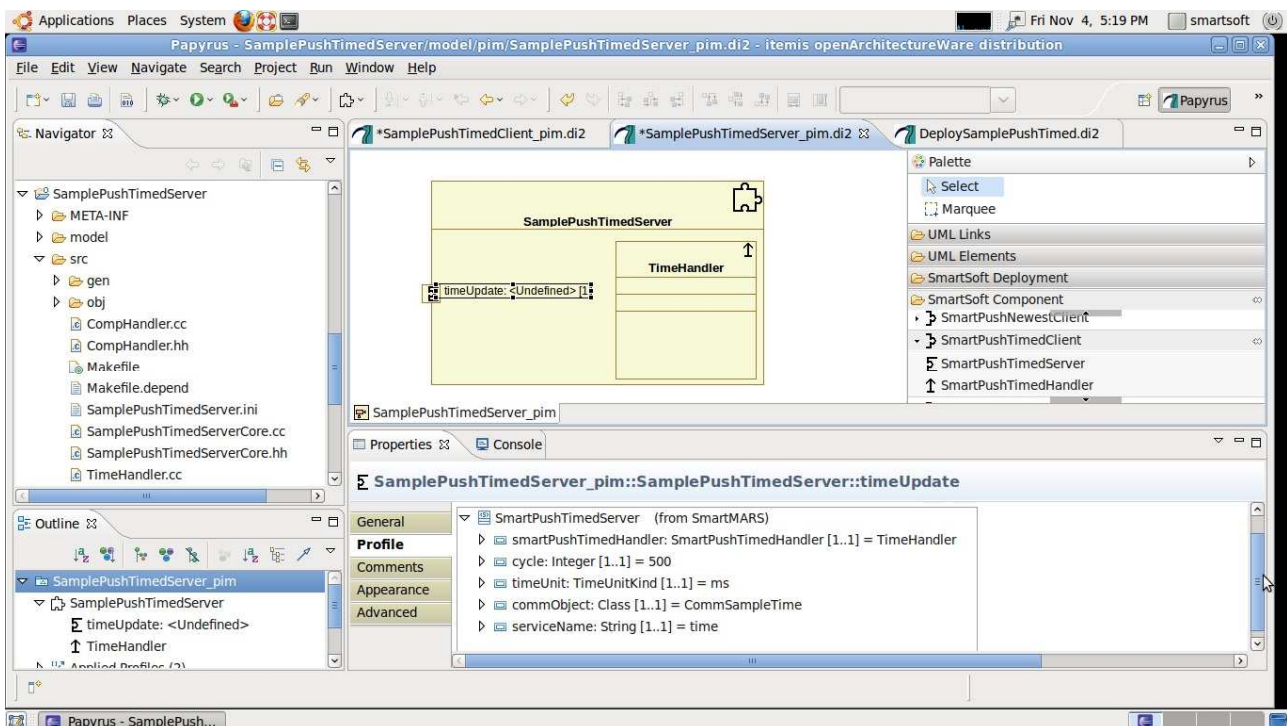 Applications Places System Fri Nov 4, 5:19 PM smartsoft
Papyrus - SamplePushTimedServer/model/pim/SamplePushTimedServer_pim.di2 - itemis openArchitectureWare distribution
File Edit View Navigate Search Project Run Window Help
Papyrus »
Navigator
SamplePushTimedServer
META-INF
model
src
gen
obj
CompHandler.cc
CompHandler.hh
Makefile
Makefile.depend
SamplePushTimedServer.ini
SamplePushTimedServerCore.cc
SamplePushTimedServerCore.hh
TimeHandler.cc
*SamplePushTimedClient_pim.di2 *SamplePushTimedServer_pim.di2 DeploySamplePushTimed.di2
SamplePushTimedServer
TimeHandler
timeUpdate: <Undefined> [1
SamplePushTimedServer_pim
Palette
Select
Marquee
UML Links
UML Elements
SmartSoft Deployment
SmartSoft Component
SmartPushNewestClient
SmartPushTimedClient
SmartPushTimedServer
SmartPushTimedHandler
Outline
SamplePushTimedServer_pim
SamplePushTimedServer
timeUpdate: <Undefined>
TimeHandler
Applied Profiles (2)
Properties Console
SamplePushTimedServer_pim::SamplePushTimedServer::timeUpdate
General
Profile
Comments
Appearance
Advanced
SmartPushTimedServer (from SmartMARS)
smartPushTimedHandler: SmartPushTimedHandler [1..1] = TimeHandler
cycle: Integer [1..1] = 500
timeUnit: TimeUnitKind [1..1] = ms
commObject: Class [1..1] = CommSampleTime
serviceName: String [1..1] = time
Papyrus - SamplePush...